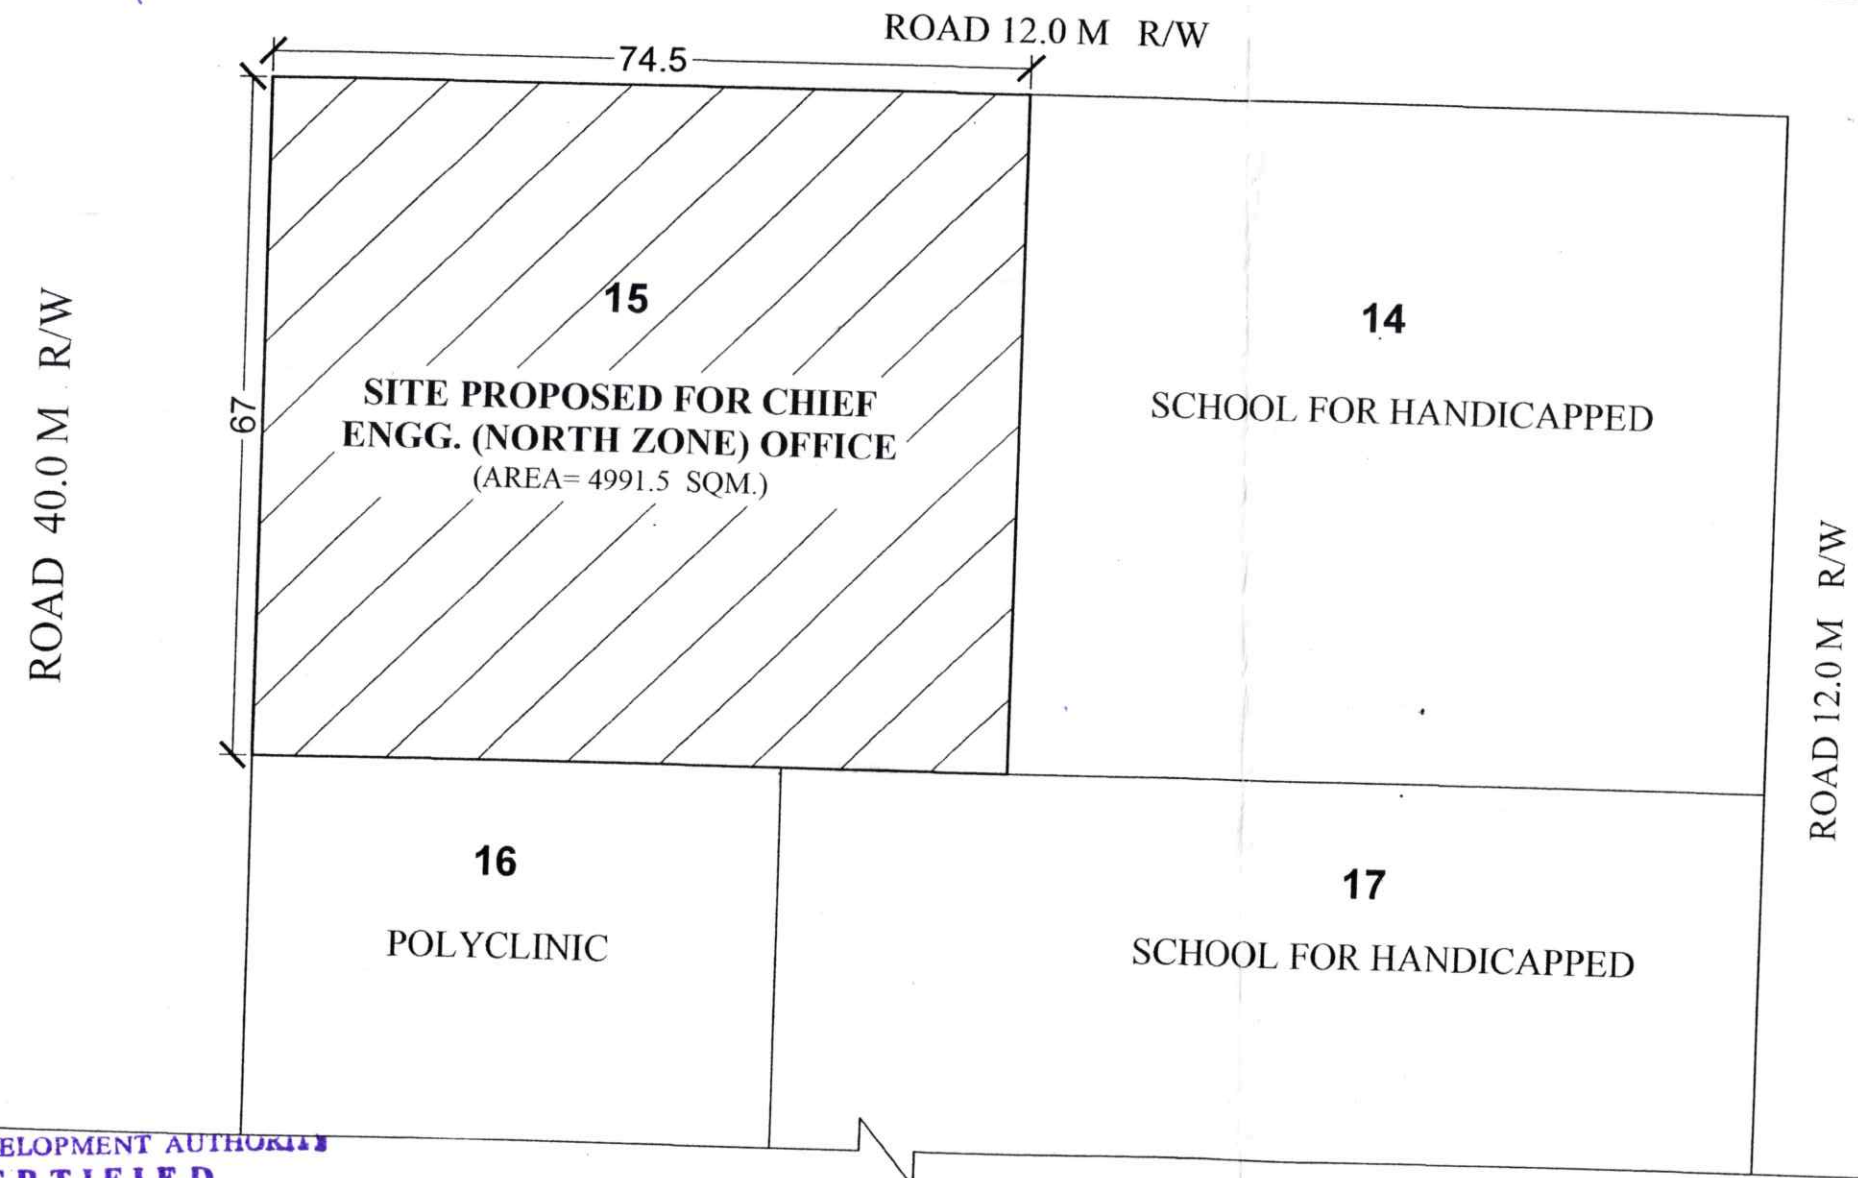 ROAD 12.0 M R/W
74.5
ROAD 40.0 M R/W
67
15
SITE PROPOSED FOR CHIEF
ENGG. (NORTH ZONE) OFFICE
(AREA= 4991.5 SQM.)
14
SCHOOL FOR HANDICAPPED
ROAD 12.0 M R/W
16
POLYCLINIC
17
SCHOOL FOR HANDICAPPED
ELOPMENT AUTHORITY
ERTIFIED